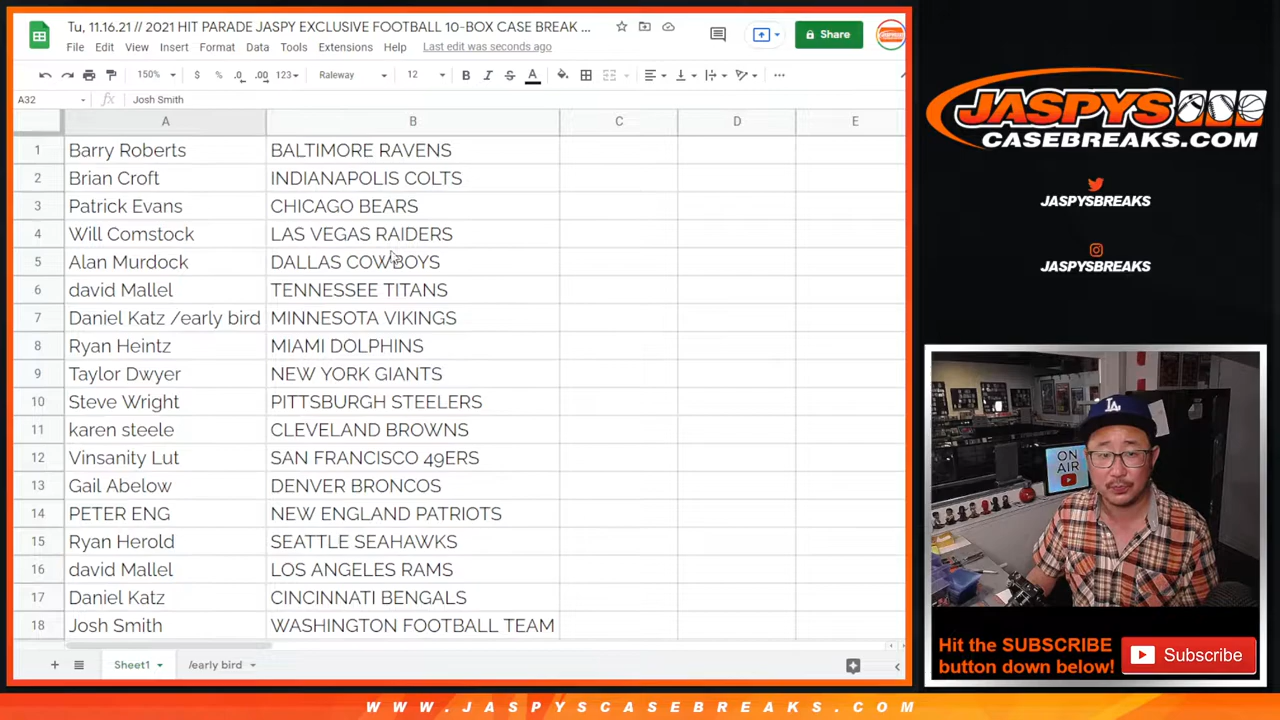 Tu, 11.16.21 // 2021 HIT PARADE JASPY EXCLUSIVE FOOTBALL 10-BOX CASE BREAK ...
File Edit View Insert Format Data Tools Extensions Help Last edit was seconds ago
Share
150% $ % .0 .00 123 Raleway 12 B I S A
A32 fx Josh Smith
A B C D E
1 Barry Roberts BALTIMORE RAVENS
2 Brian Croft INDIANAPOLIS COLTS
3 Patrick Evans CHICAGO BEARS
4 Will Comstock LAS VEGAS RAIDERS
5 Alan Murdock DALLAS COWBOYS
6 david Mallel TENNESSEE TITANS
7 Daniel Katz /early bird MINNESOTA VIKINGS
8 Ryan Heintz MIAMI DOLPHINS
9 Taylor Dwyer NEW YORK GIANTS
10 Steve Wright PITTSBURGH STEELERS
11 karen steele CLEVELAND BROWNS
12 Vinsanity Lut SAN FRANCISCO 49ERS
13 Gail Abelow DENVER BRONCOS
14 PETER ENG NEW ENGLAND PATRIOTS
15 Ryan Herold SEATTLE SEAHAWKS
16 david Mallel LOS ANGELES RAMS
17 Daniel Katz CINCINNATI BENGALS
18 Josh Smith WASHINGTON FOOTBALL TEAM
Sheet1 /early bird
JASPYS
CASEBREAKS.COM
JASPYSBREAKS
JASPYSBREAKS
LA
ON
AIR
Hit the SUBSCRIBE
button down below!
Subscribe
WWW.JASPYSCASEBREAKS.COM